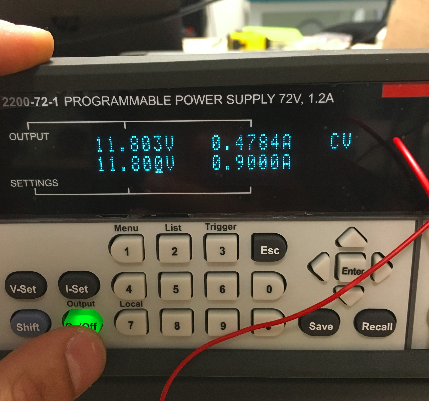 2200-72-1 PROGRAMMABLE POWER SUPPLY 72V, 1.2A
OUTPUT
11.803V 0.4784A CV
11.800V 0.9000A
SETTINGS
Menu List Trigger
1 2 3 Esc
V-Set I-Set 4 5 6 0 Enter
Output Local
Shift On/Off 7 8 9 Save Recall